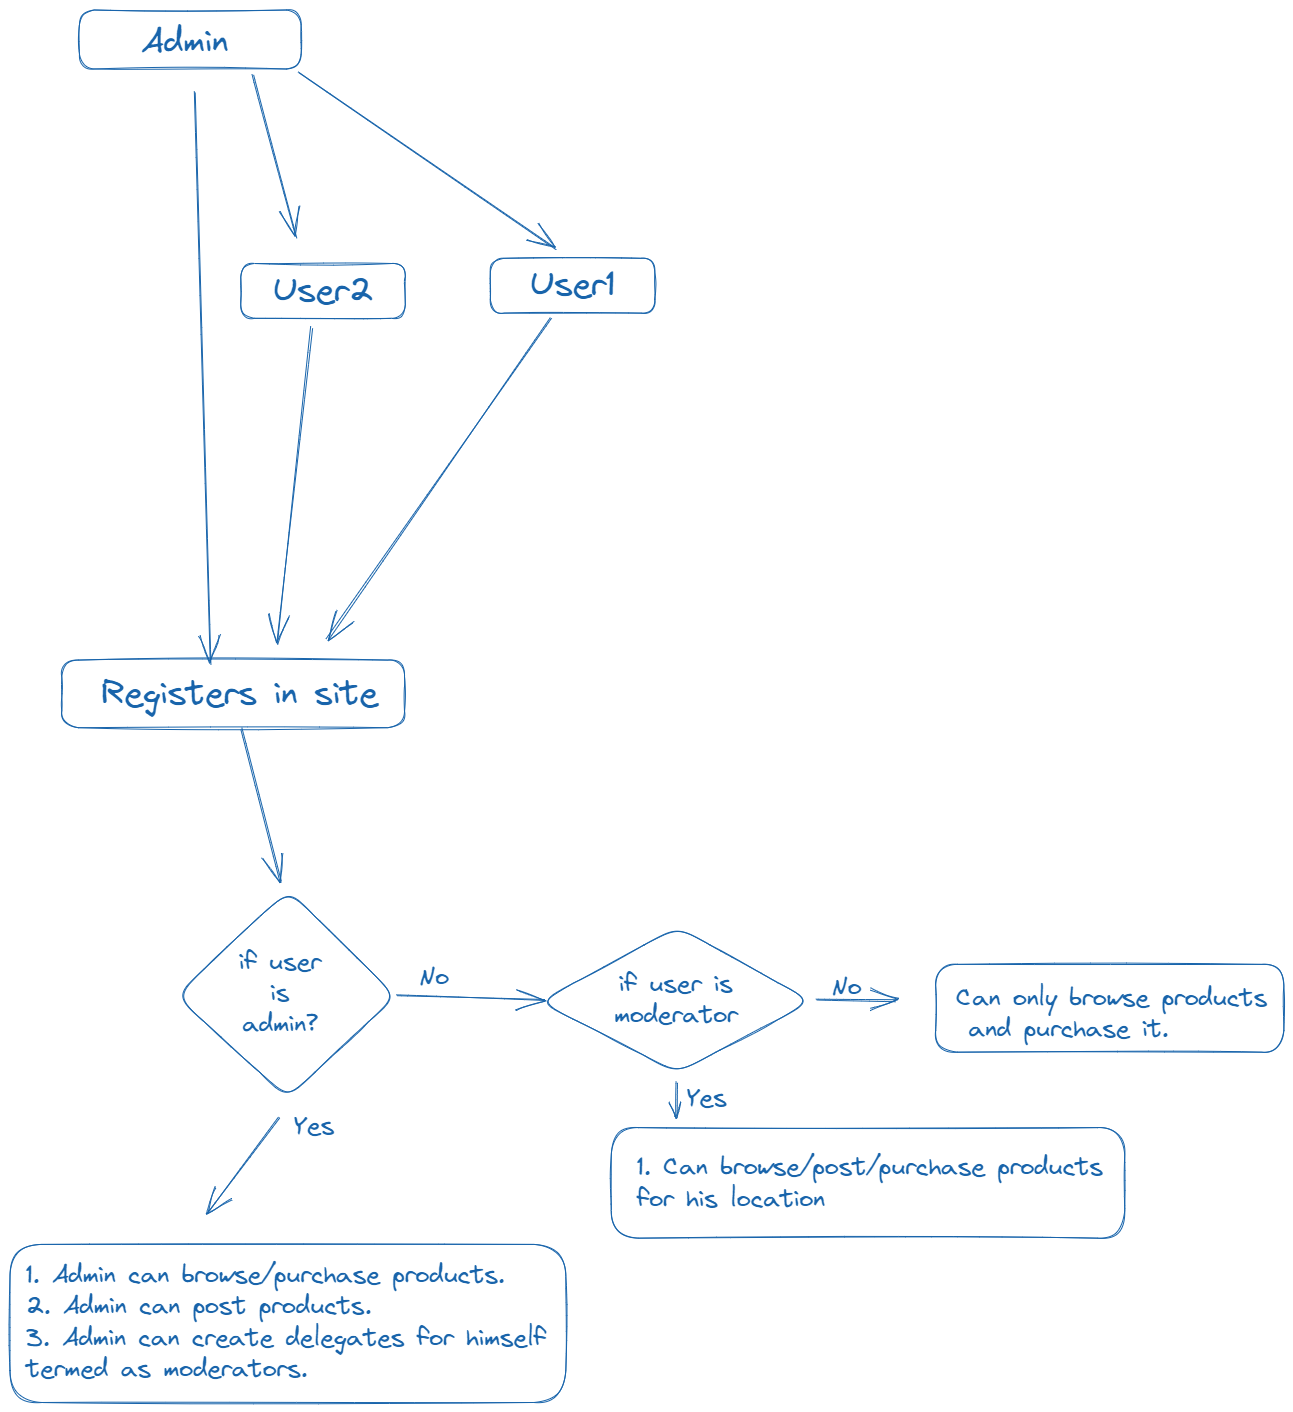 Admin
User2
User1
Registers in site
if user
is
admin?
No
if user is
moderator
No
Can only browse products
and purchase it.
Yes
Yes
1. Can browse/post/purchase products
for his location
1. Admin can browse/purchase products.
2. Admin can post products.
3. Admin can create delegates for himself
termed as moderators.